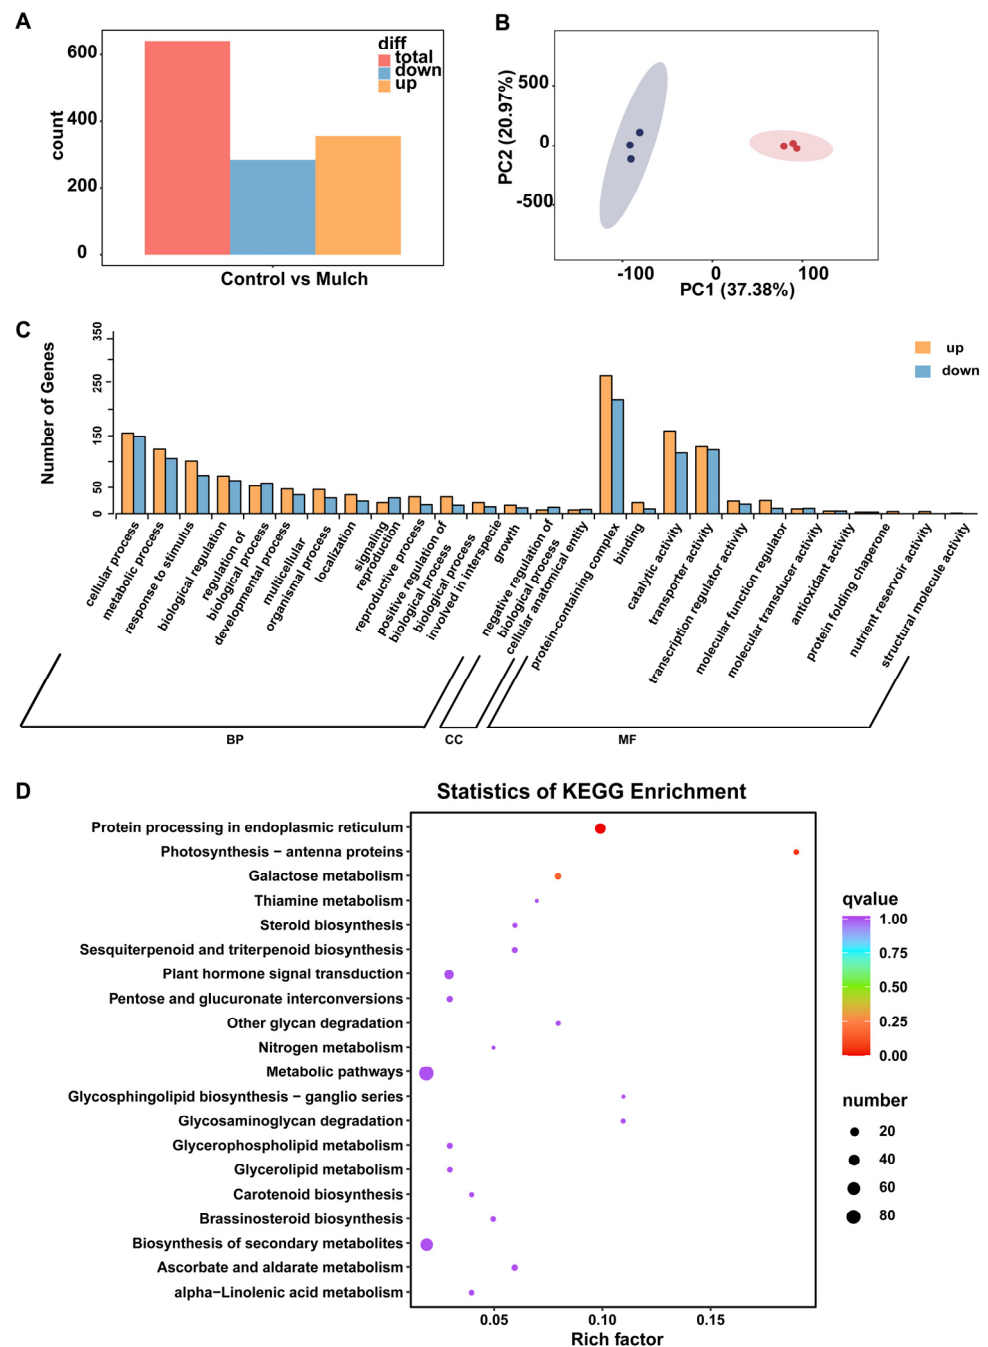 A
600
400
200
0
count
diff
total
down
up
Control vs Mulch
B
500
0
-500
PC2 (20.97%)
-100
0
100
PC1 (37.38%)
C
Number of Genes
350
250
150
50
0
up
down
cellular process
metabolic process
response to stimulus
biological regulation
regulation of
biological process
developmental process
multicellular
organismal process
localization
signaling
reproduction
reproductive process
positive regulation of
biological process
biological process
involved in interspecie
growth
negative regulation of
biological process
cellular anatomical entity
protein-containing complex
binding
catalytic activity
transporter activity
transcription regulator activity
molecular function regulator
molecular transducer activity
antioxidant activity
protein folding chaperone
nutrient reservoir activity
structural molecule activity
BP
CC
MF
D
Statistics of KEGG Enrichment
Protein processing in endoplasmic reticulum
Photosynthesis − antenna proteins
Galactose metabolism
Thiamine metabolism
Steroid biosynthesis
Sesquiterpenoid and triterpenoid biosynthesis
Plant hormone signal transduction
Pentose and glucuronate interconversions
Other glycan degradation
Nitrogen metabolism
Metabolic pathways
Glycosphingolipid biosynthesis − ganglio series
Glycosaminoglycan degradation
Glycerophospholipid metabolism
Glycerolipid metabolism
Carotenoid biosynthesis
Brassinosteroid biosynthesis
Biosynthesis of secondary metabolites
Ascorbate and aldarate metabolism
alpha−Linolenic acid metabolism
0.05
0.10
0.15
Rich factor
qvalue
1.00
0.75
0.50
0.25
0.00
number
20
40
60
80